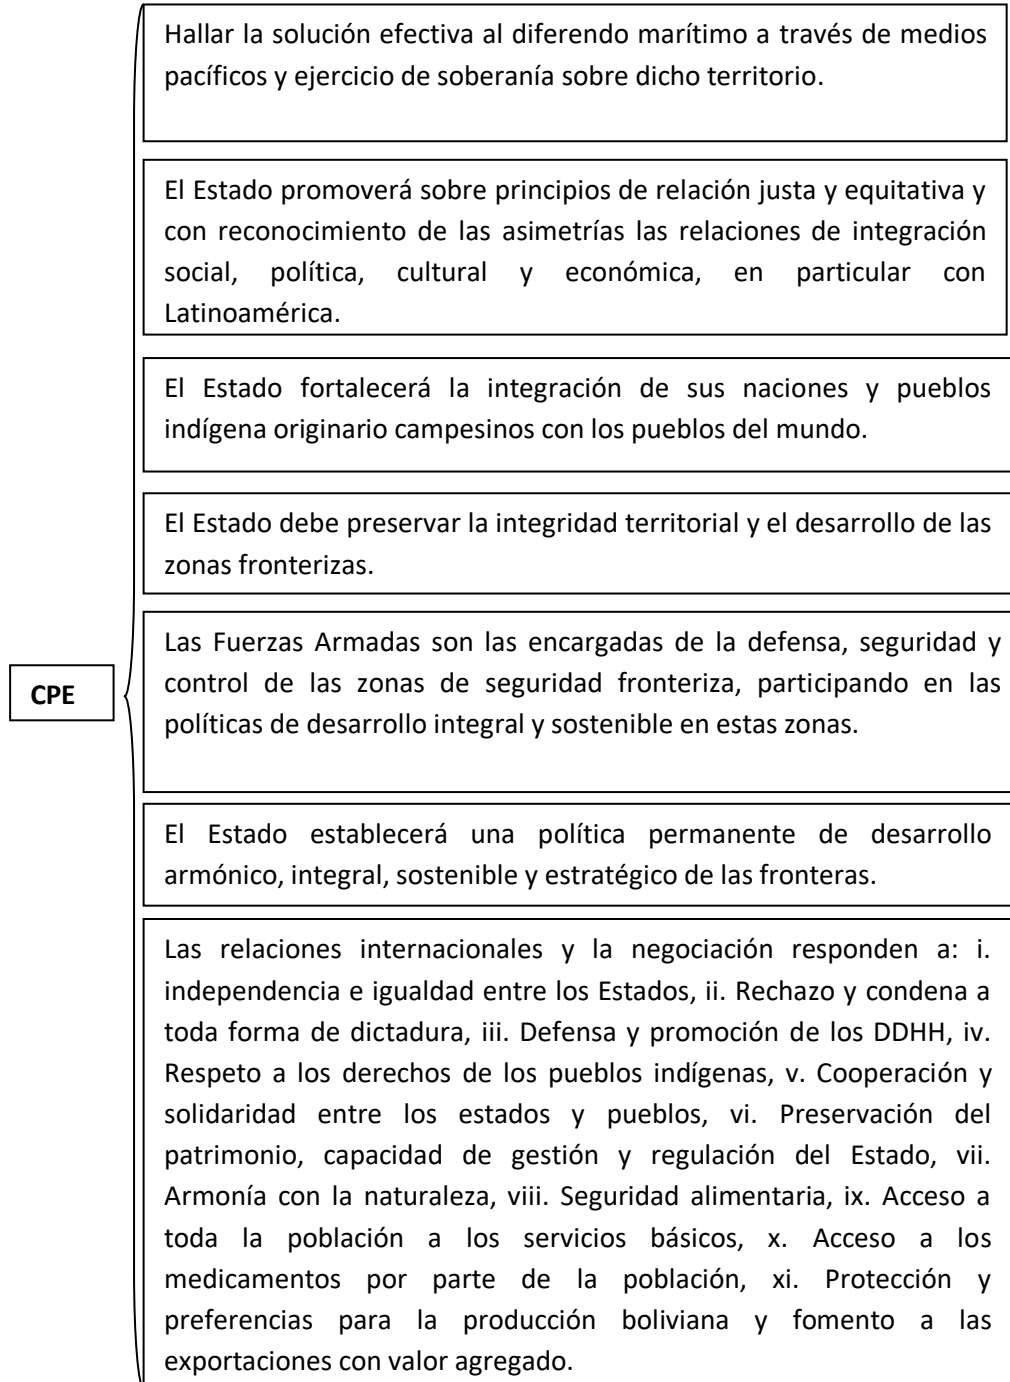 CPE
Hallar la solución efectiva al diferendo marítimo a través de medios
pacíficos y ejercicio de soberanía sobre dicho territorio.
El Estado promoverá sobre principios de relación justa y equitativa y
con reconocimiento de las asimetrías las relaciones de integración
social, política, cultural y económica, en particular con
Latinoamérica.
El Estado fortalecerá la integración de sus naciones y pueblos
indígena originario campesinos con los pueblos del mundo.
El Estado debe preservar la integridad territorial y el desarrollo de las
zonas fronterizas.
Las Fuerzas Armadas son las encargadas de la defensa, seguridad y
control de las zonas de seguridad fronteriza, participando en las
políticas de desarrollo integral y sostenible en estas zonas.
El Estado establecerá una política permanente de desarrollo
armónico, integral, sostenible y estratégico de las fronteras.
Las relaciones internacionales y la negociación responden a: i.
independencia e igualdad entre los Estados, ii. Rechazo y condena a
toda forma de dictadura, iii. Defensa y promoción de los DDHH, iv.
Respeto a los derechos de los pueblos indígenas, v. Cooperación y
solidaridad entre los estados y pueblos, vi. Preservación del
patrimonio, capacidad de gestión y regulación del Estado, vii.
Armonía con la naturaleza, viii. Seguridad alimentaria, ix. Acceso a
toda la población a los servicios básicos, x. Acceso a los
medicamentos por parte de la población, xi. Protección y
preferencias para la producción boliviana y fomento a las
exportaciones con valor agregado.